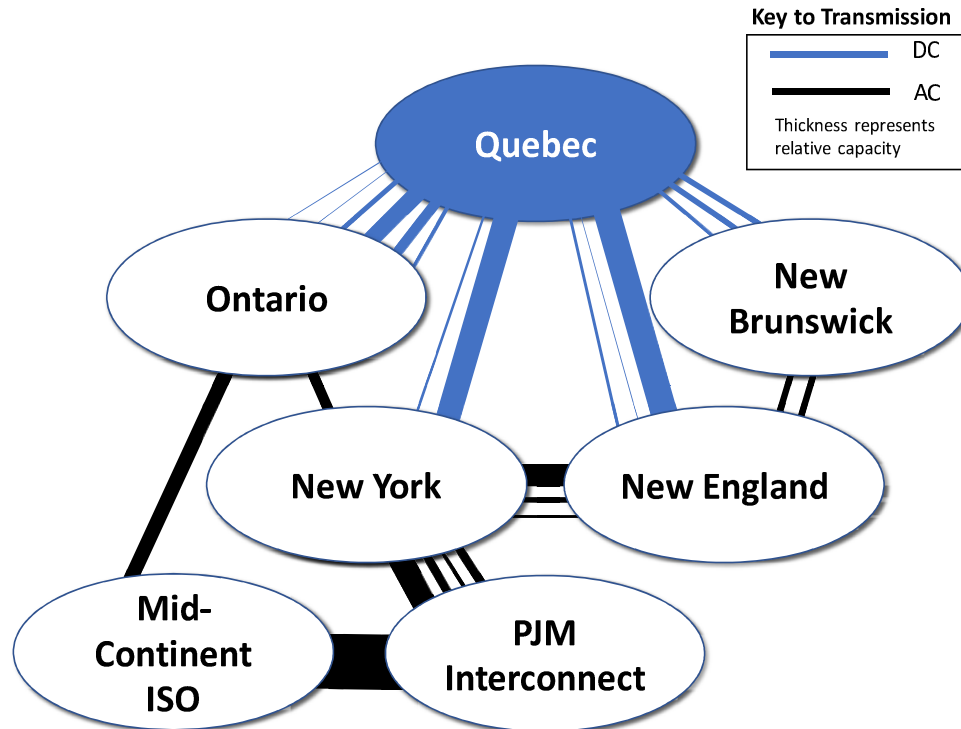 Key to Transmission
DC
AC
Thickness represents
relative capacity
Quebec
Ontario
New
Brunswick
New York
New England
Mid-
Continent
ISO
PJM
Interconnect